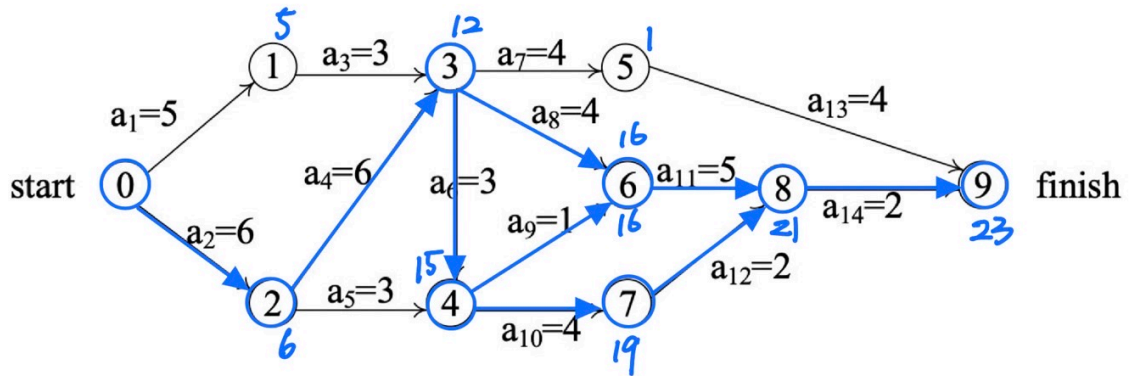 5
12
1
1
a₃=3
3
a₇=4
5
a₁=5
a₈=4
a₁₃=4
16
start
0
a₄=6
a₆=3
6
a₁₁=5
8
9
finish
a₂=6
a₉=1
16
21
a₁₄=2
23
15
a₁₂=2
2
a₅=3
4
7
6
a₁₀=4
19